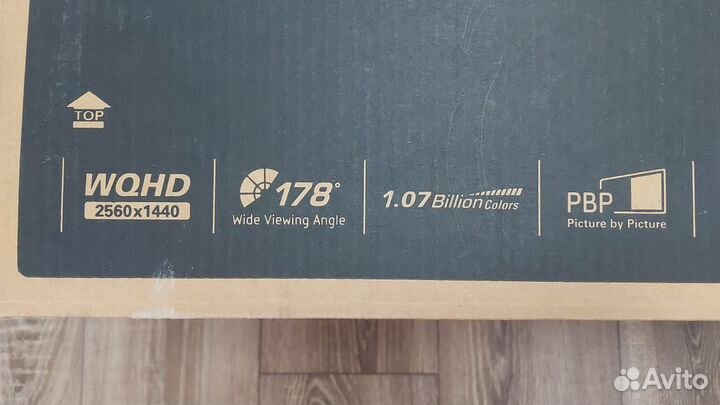 TOP
WQHD
2560x1440
178°
Wide Viewing Angle
1.07 Billion Colors
PBP
Picture by Picture
Avito